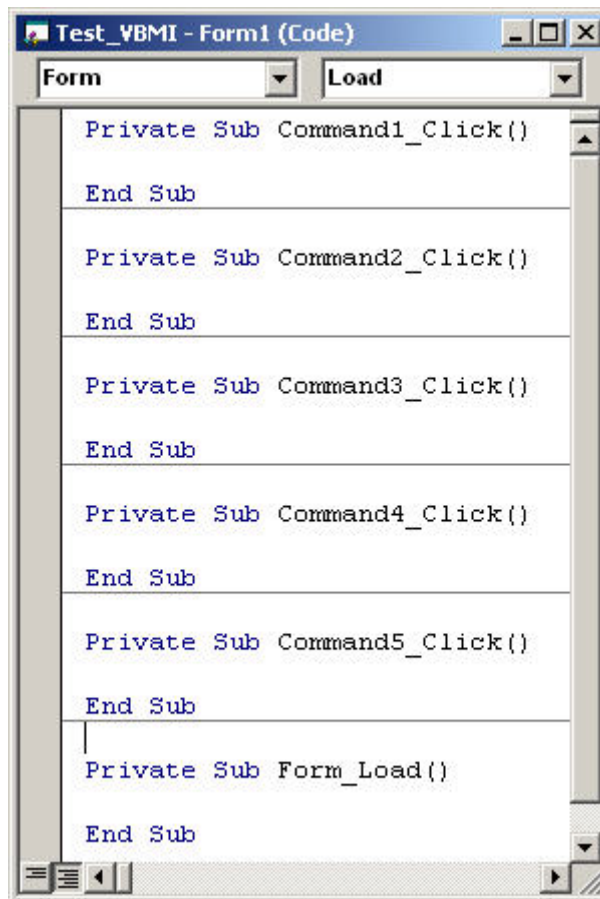 Test_VBMI - Form1 (Code)
Form Load
Private Sub Command1_Click()
End Sub
Private Sub Command2_Click()
End Sub
Private Sub Command3_Click()
End Sub
Private Sub Command4_Click()
End Sub
Private Sub Command5_Click()
End Sub
Private Sub Form_Load()
End Sub